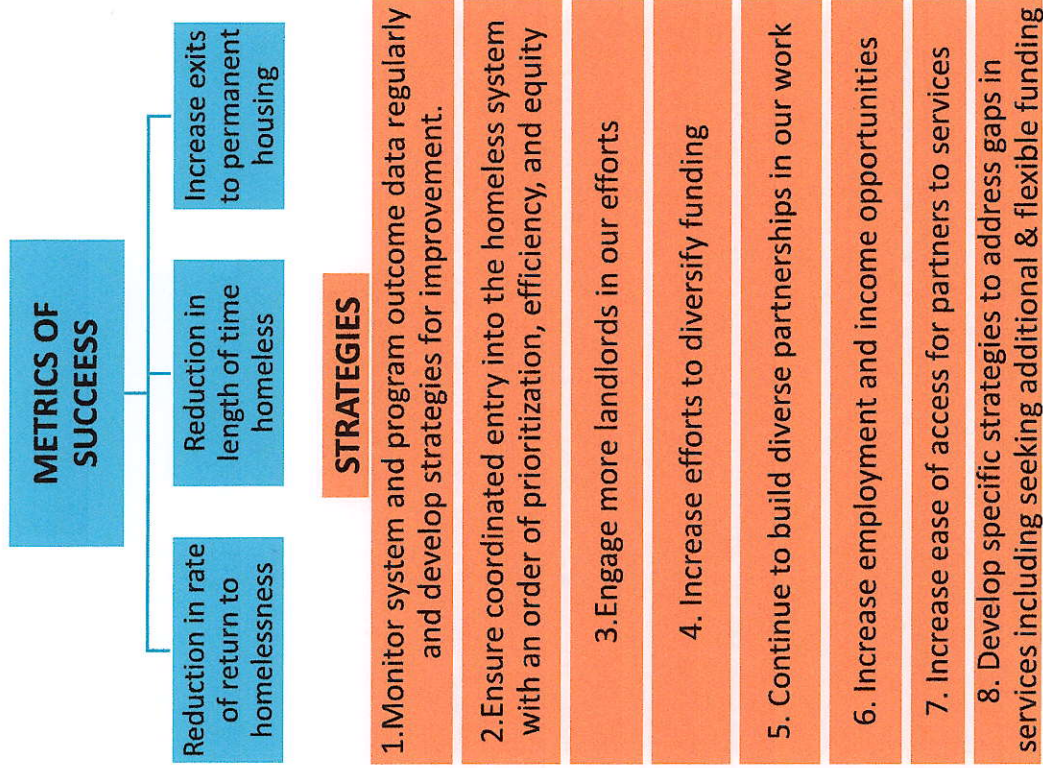 METRICS OF
SUCCEESS
Reduction in rate
of return to
homelessness
Reduction in
length of time
homeless
Increase exits
to permanent
housing
STRATEGIES
1.Monitor system and program outcome data regularly
and develop strategies for improvement.
2.Ensure coordinated entry into the homeless system
with an order of prioritization, efficiency, and equity
3.Engage more landlords in our efforts
4. Increase efforts to diversify funding
5. Continue to build diverse partnerships in our work
6. Increase employment and income opportunities
7. Increase ease of access for partners to services
8. Develop specific strategies to address gaps in
services including seeking additional & flexible funding